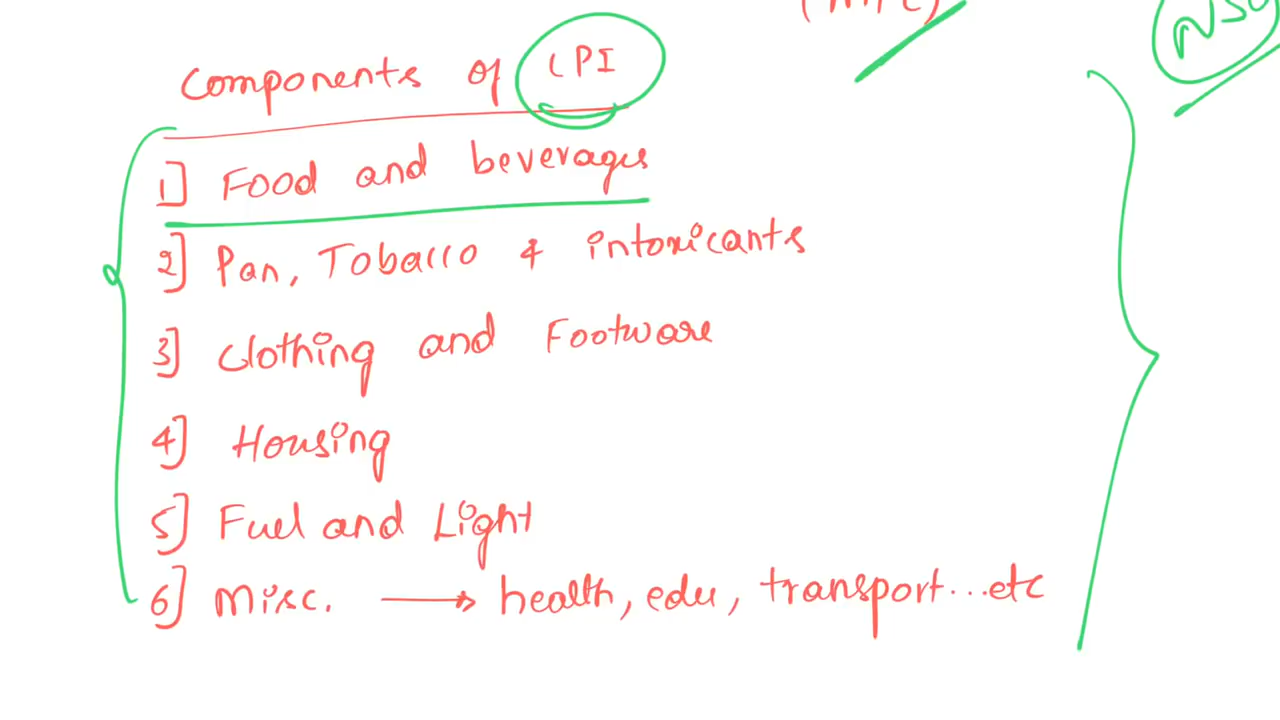 Components of CPI
1] Food and beverages
2] Pan, Tobacco & intoxicants
3] Clothing and Footware
4] Housing
5] Fuel and Light
6] Misc. → health, edu, transport...etc